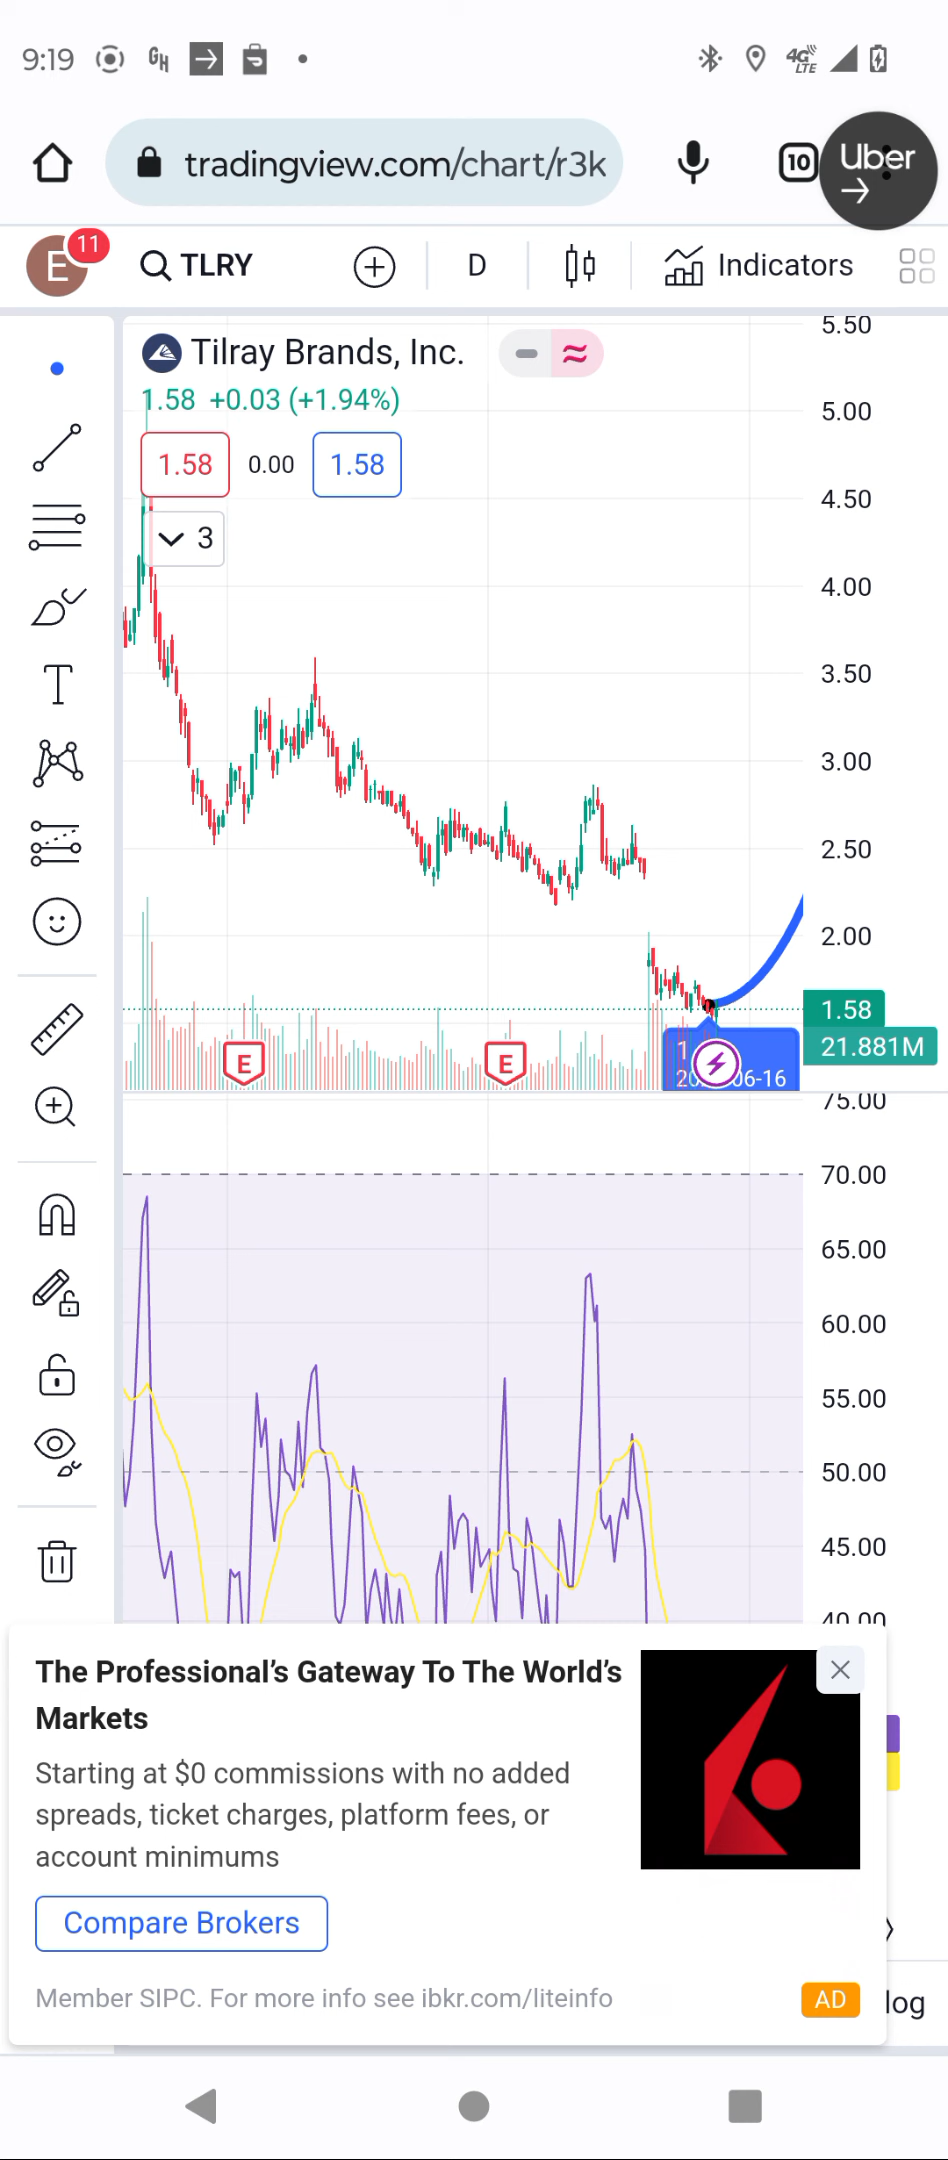 9:19
GH
4G
LTE
tradingview.com/chart/r3k
10
Uber
E
11
TLRY
D
Indicators
Tilray Brands, Inc.
1.58 +0.03 (+1.94%)
1.58
0.00
1.58
3
5.50
5.00
4.50
4.00
3.50
3.00
2.50
2.00
1.58
21.881M
E
E
06-16
75.00
70.00
65.00
60.00
55.00
50.00
45.00
40.00
The Professional's Gateway To The World's
Markets
Starting at $0 commissions with no added
spreads, ticket charges, platform fees, or
account minimums
Compare Brokers
Member SIPC. For more info see ibkr.com/liteinfo
AD
log